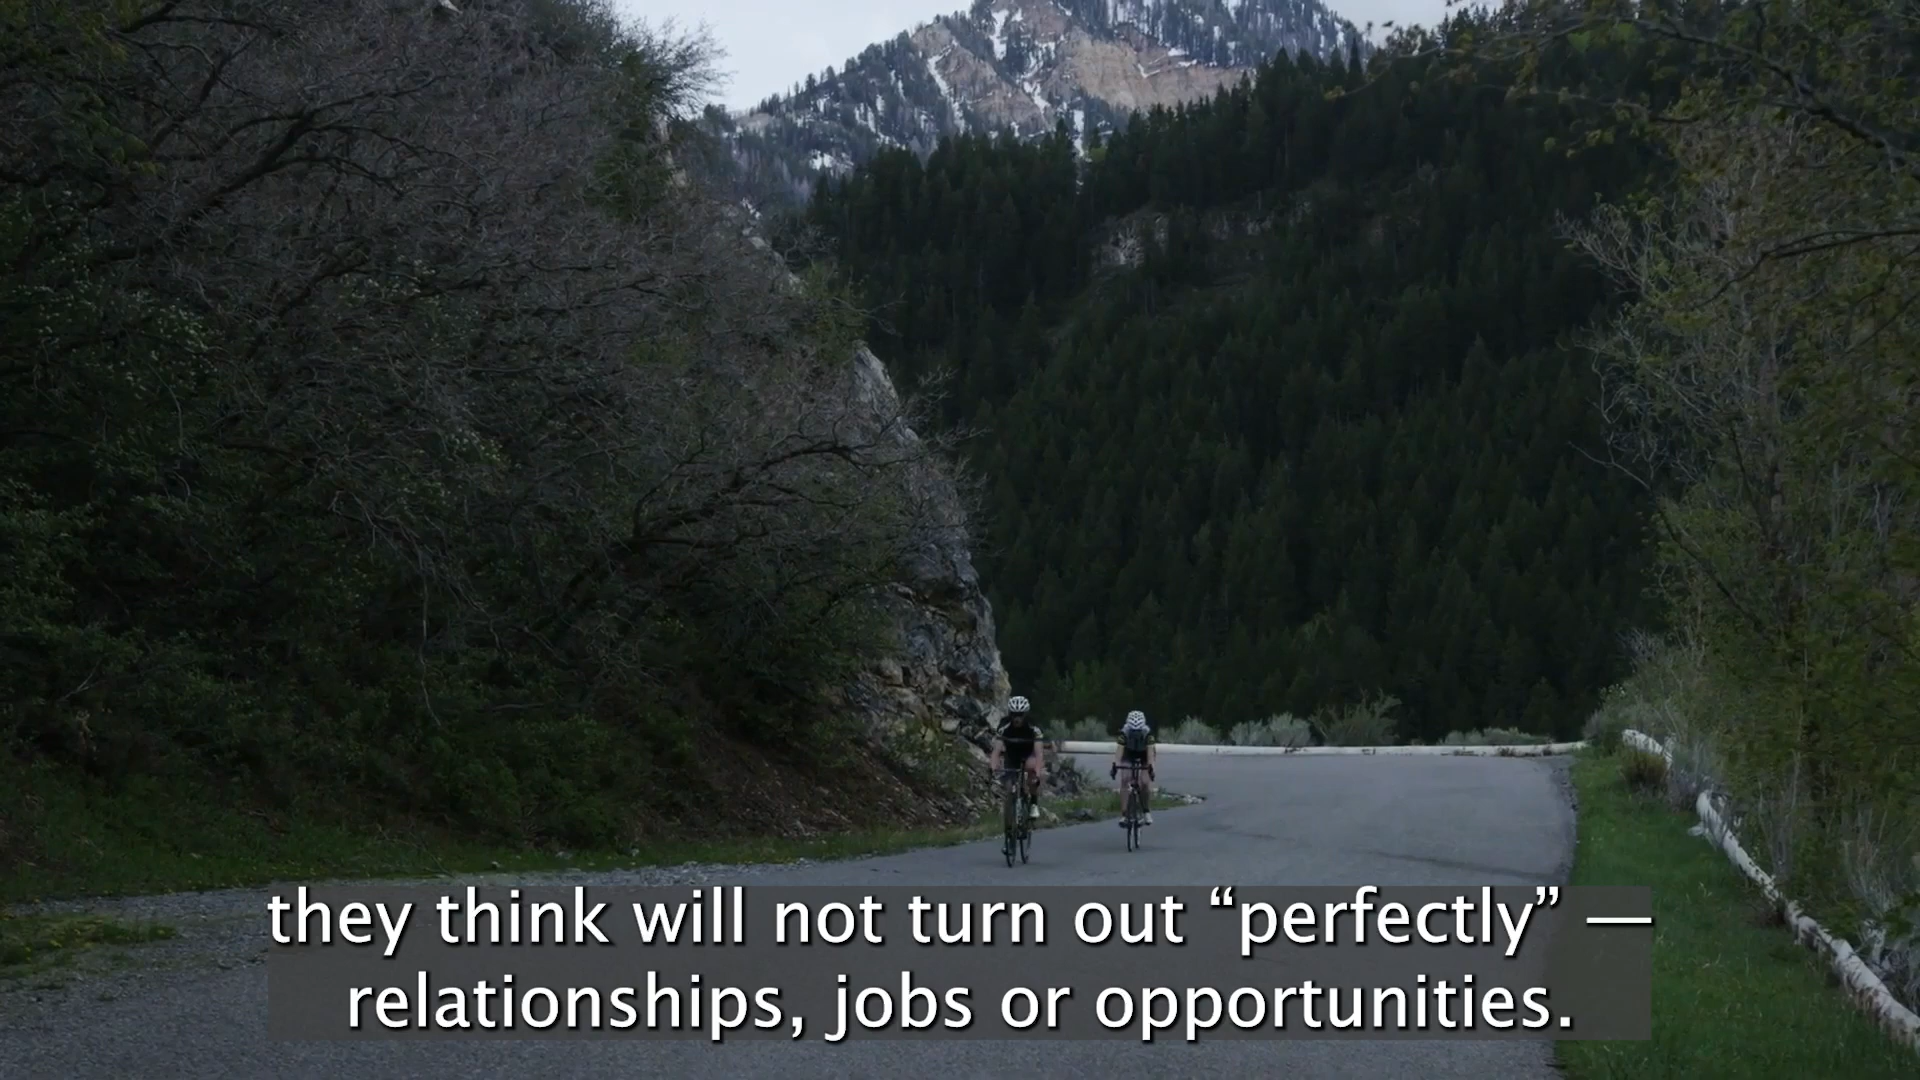 they think will not turn out “perfectly” —
relationships, jobs or opportunities.